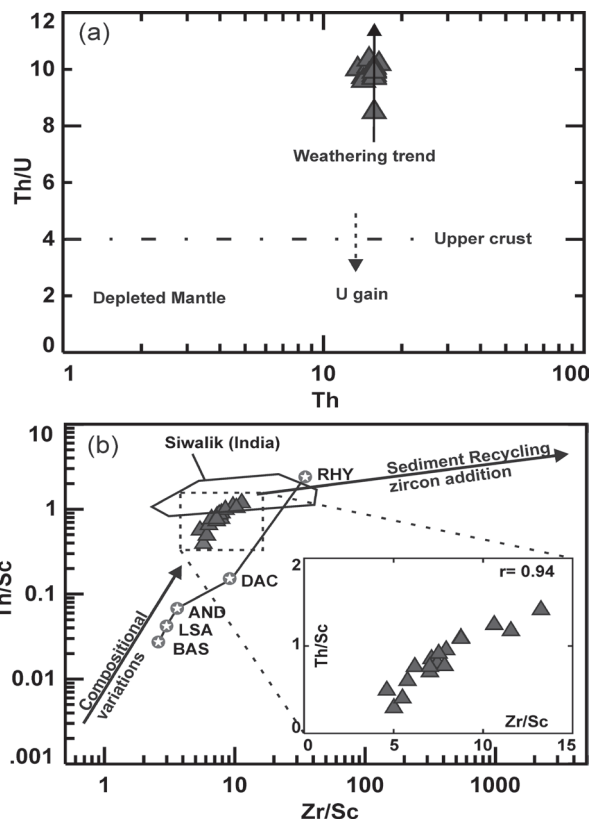 12
(a)
10
8
Weathering trend
6
Th/U
4
Upper crust
2
Depleted Mantle
U gain
0
1
10
100
Th
10
(b)
Siwalik (India)
RHY
Sediment Recycling
zircon addition
1
Th/Sc
0.1
DAC
AND
LSA
BAS
Compositional
variations
0.01
.001
2
r= 0.94
Th/Sc
1
0
Zr/Sc
0
5
10
15
1
10
100
1000
Zr/Sc